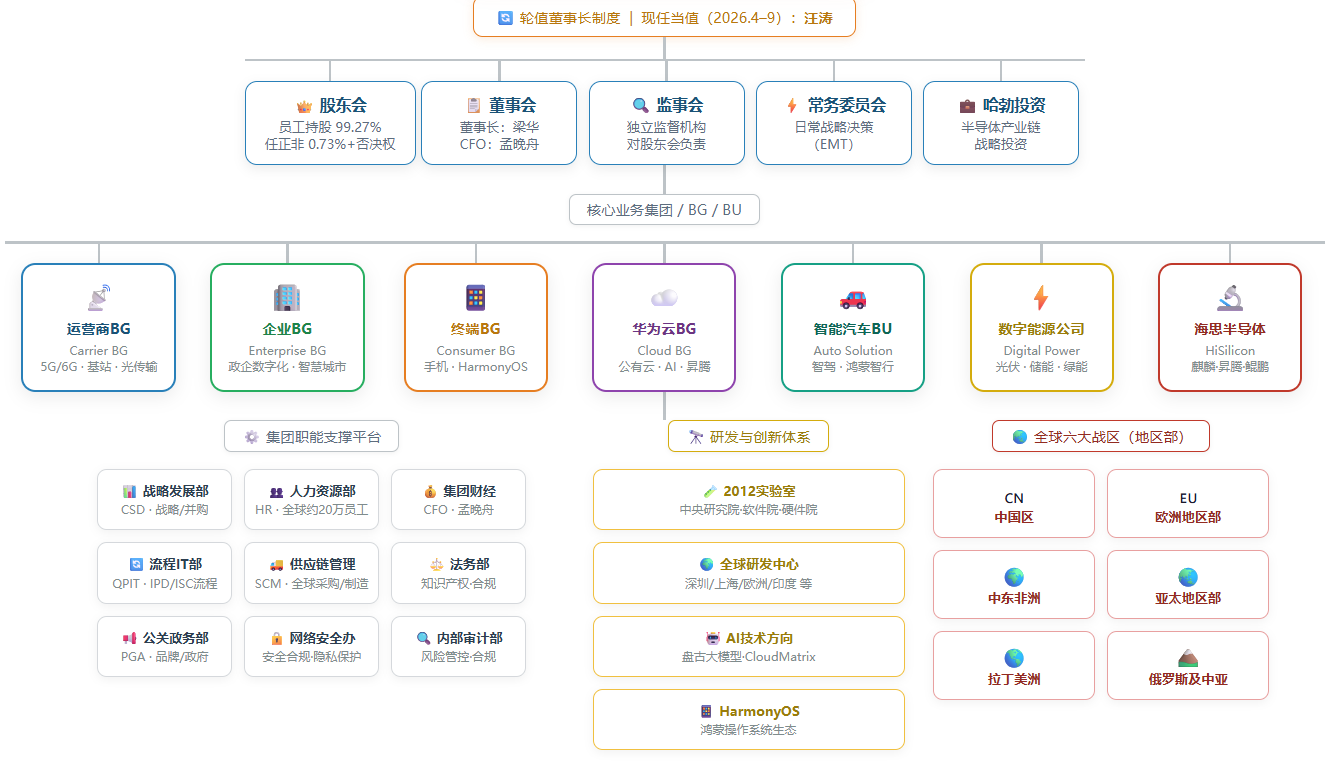 轮值董事长制度 | 现任当值（2026.4–9）：汪涛
股东会
员工持股 99.27%
任正非 0.73%+否决权
董事会
董事长：梁华
CFO：孟晚舟
监事会
独立监督机构
对股东会负责
常务委员会
日常战略决策
（EMT）
哈勃投资
半导体产业链
战略投资
核心业务集团 / BG / BU
运营商BG
Carrier BG
5G/6G · 基站 · 光传输
企业BG
Enterprise BG
政企数字化 · 智慧城市
终端BG
Consumer BG
手机 · HarmonyOS
华为云BG
Cloud BG
公有云 · AI · 昇腾
智能汽车BU
Auto Solution
智驾 · 鸿蒙智行
数字能源公司
Digital Power
光伏 · 储能 · 绿能
海思半导体
HiSilicon
麒麟·昇腾·鲲鹏
集团职能支撑平台
战略发展部
CSD · 战略/并购
人力资源部
HR · 全球约20万员工
集团财经
CFO · 孟晚舟
流程IT部
QPIT · IPD/ISC流程
供应链管理
SCM · 全球采购/制造
法务部
知识产权·合规
公关政务部
PGA · 品牌/政府
网络安全办
安全合规·隐私保护
内部审计部
风险管控·合规
研发与创新体系
2012实验室
中央研究院·软件院·硬件院
全球研发中心
深圳/上海/欧洲/印度 等
AI技术方向
盘古大模型·CloudMatrix
HarmonyOS
鸿蒙操作系统生态
全球六大战区（地区部）
CN
中国区
EU
欧洲地区部
中东非洲
亚太地区部
拉丁美洲
俄罗斯及中亚